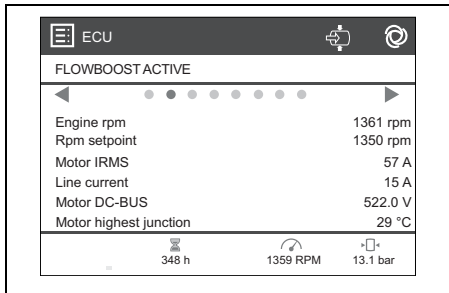 ECU
FLOWBOOST ACTIVE
Engine rpm 1361 rpm
Rpm setpoint 1350 rpm
Motor IRMS 57 A
Line current 15 A
Motor DC-BUS 522.0 V
Motor highest junction 29 °C
348 h 1359 RPM 13.1 bar